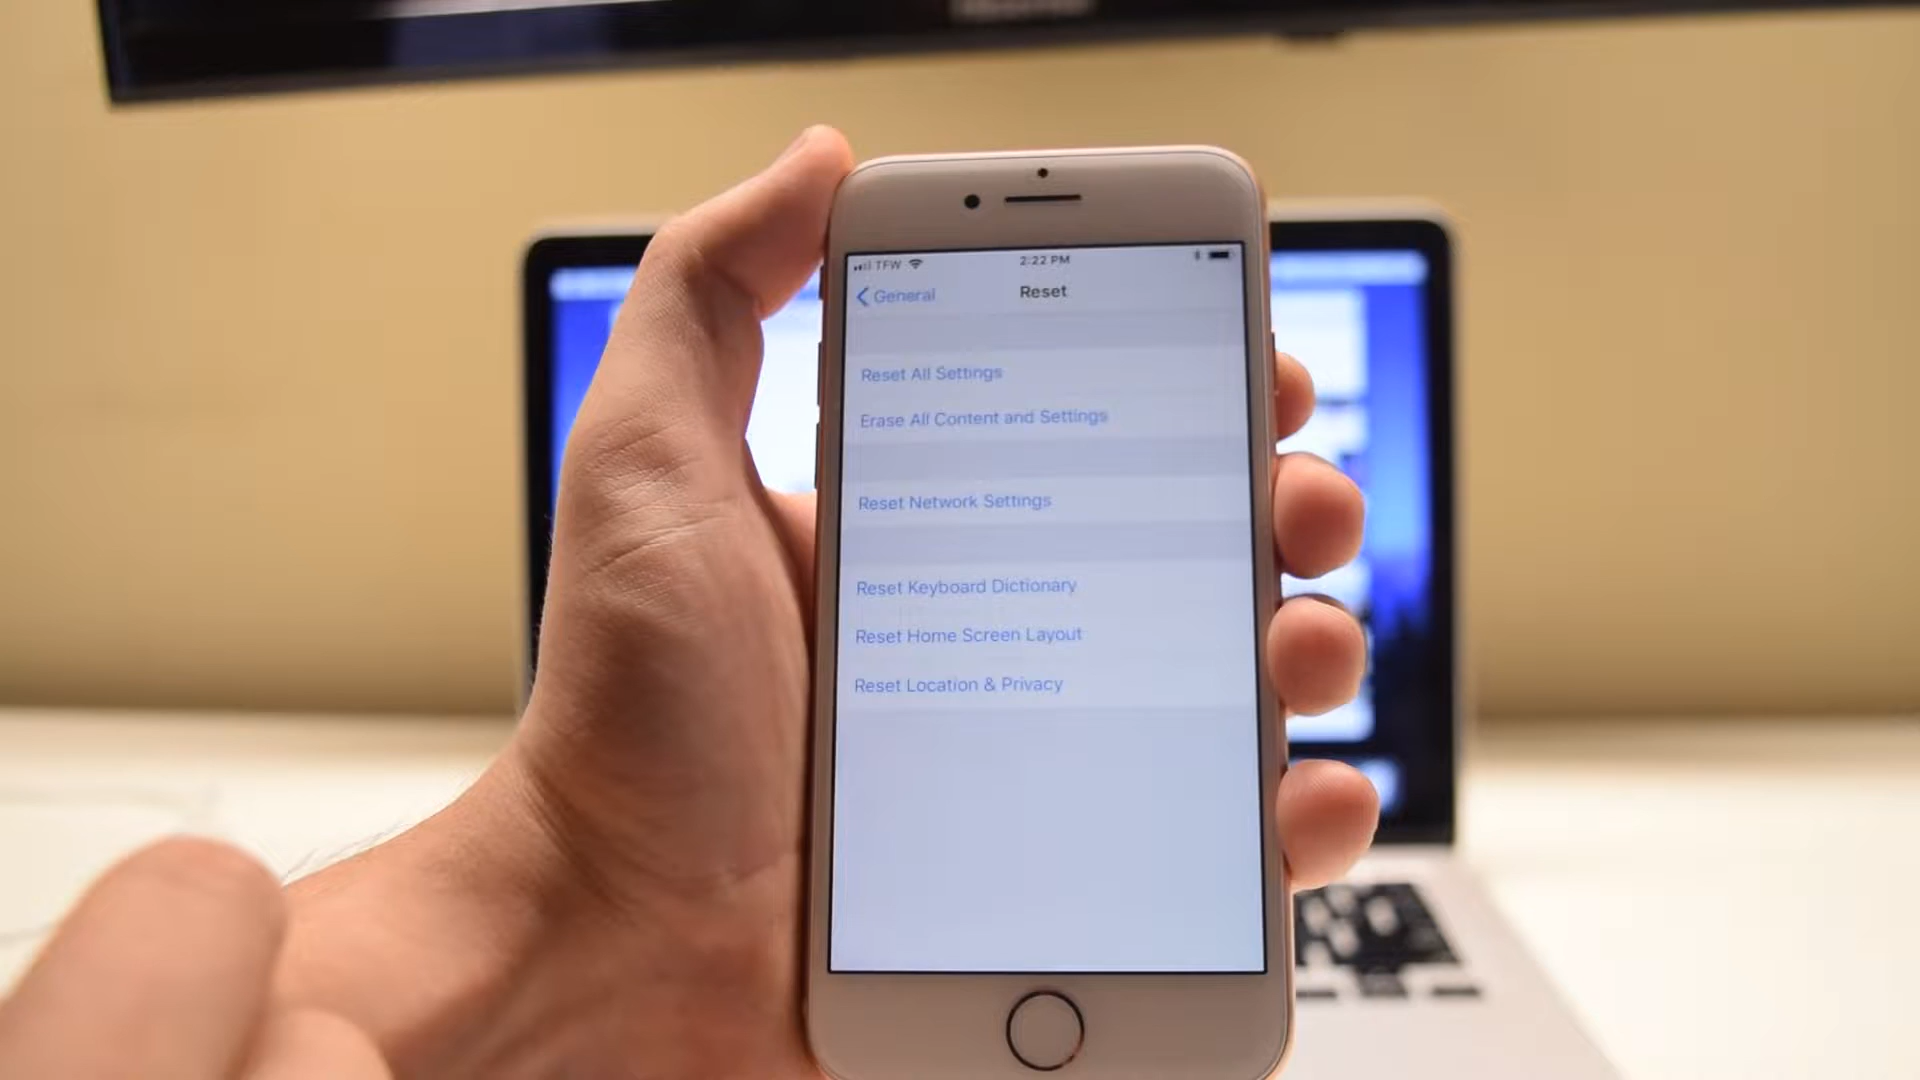 TFW
2:22 PM
General
Reset
Reset All Settings
Erase All Content and Settings
Reset Network Settings
Reset Keyboard Dictionary
Reset Home Screen Layout
Reset Location & Privacy